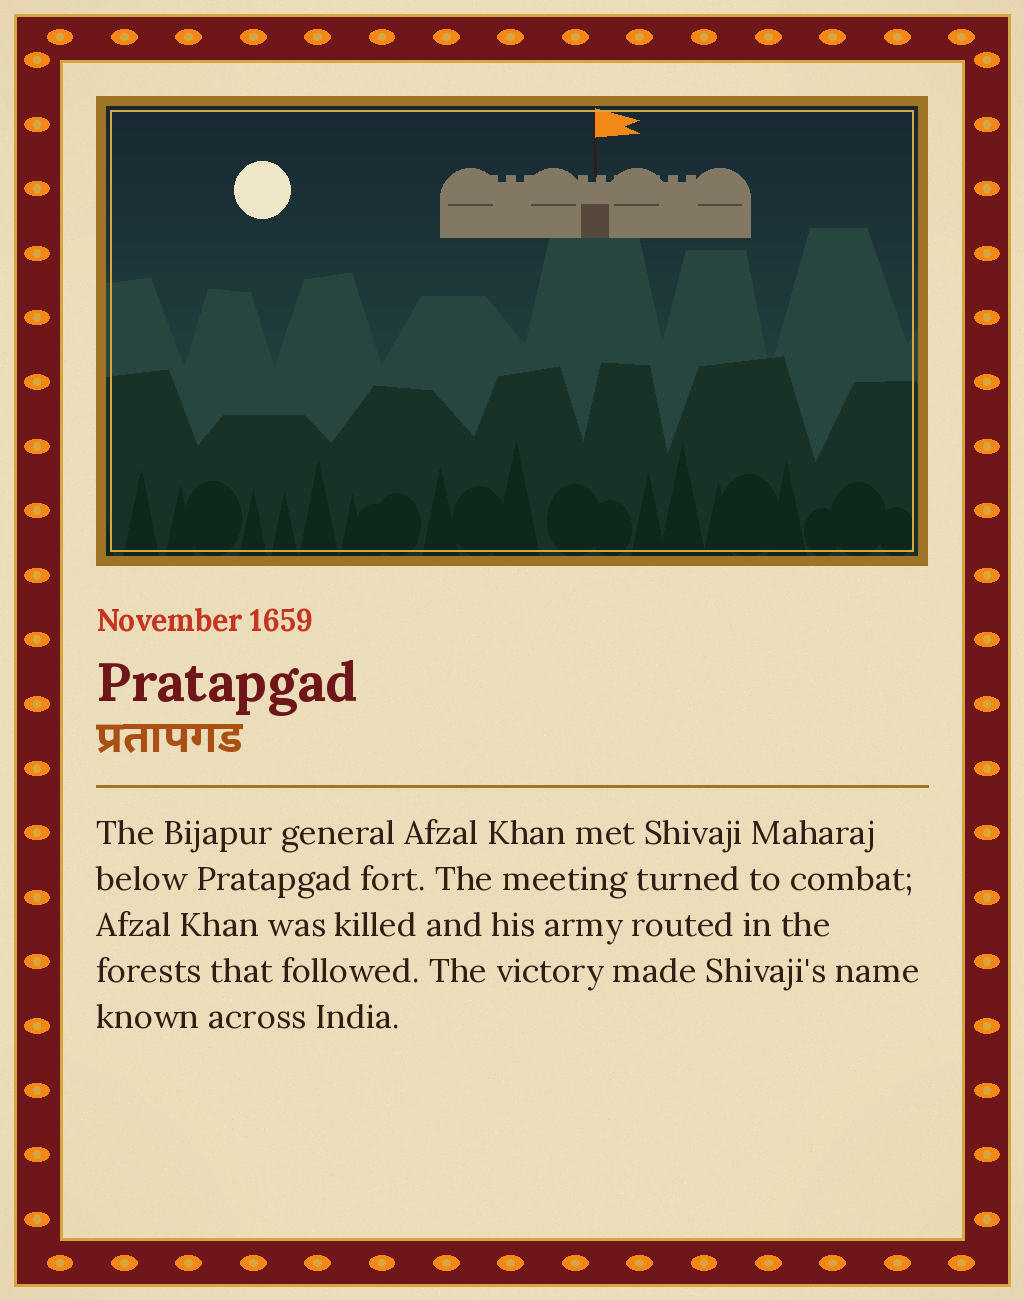 November 1659
Pratapgad
प्रतापगड
The Bijapur general Afzal Khan met Shivaji Maharaj
below Pratapgad fort. The meeting turned to combat;
Afzal Khan was killed and his army routed in the
forests that followed. The victory made Shivaji's name
known across India.